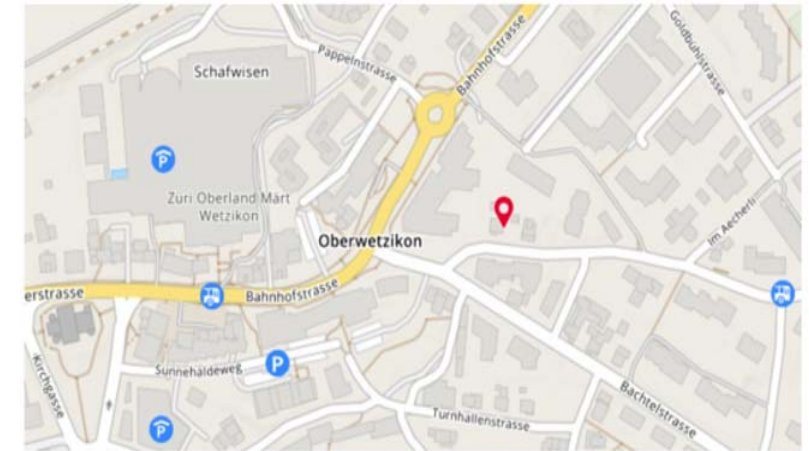 Goldbühlstrasse
Bahnhofstrasse
Pappelnstrasse
Schafwisen
P
Züri Oberland Märt
Wetzikon
Im Aecherli
Oberwetzikon
erstrasse
Bahnhofstrasse
Kirchgasse
Sunnehaldeweg
P
Bachtelstrasse
Turnhallenstrasse
P